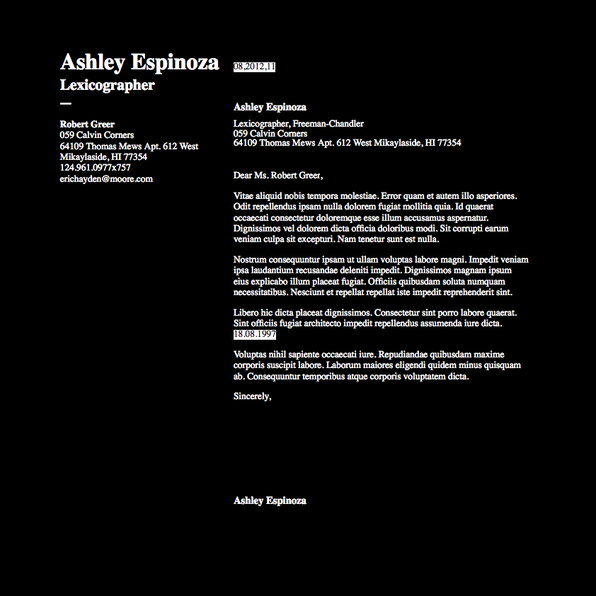 Ashley Espinoza
Lexicographer
Robert Greer
059 Calvin Corners
64109 Thomas Mews Apt. 612 West
Mikaylaside, HI 77354
124.961.0977x757
erichayden@moore.com
08,2012,11
Ashley Espinoza
Lexicographer, Freeman-Chandler
059 Calvin Corners
64109 Thomas Mews Apt. 612 West Mikaylaside, HI 77354
Dear Ms. Robert Greer,
Vitae aliquid nobis tempora molestiae. Error quam et autem illo asperiores.
Odit repellendus ipsam nulla dolorem fugiat mollitia quia. Id quaerat
occaecati consectetur doloremque esse illum accusamus aspernatur.
Dignissimos vel dolorem dicta officia doloribus modi. Sit corrupti earum
veniam culpa sit excepturi. Nam tenetur sunt est nulla.
Nostrum consequuntur ipsam ut ullam voluptas labore magni. Impedit veniam
ipsa laudantium recusandae deleniti impedit. Dignissimos magnam ipsum
eius explicabo illum placeat fugiat. Officiis quibusdam soluta numquam
necessitatibus. Nesciunt et repellat repellat iste impedit reprehenderit sint.
Libero hic dicta placeat dignissimos. Consectetur sint porro labore quaerat.
Sint officiis fugiat architecto impedit repellendus assumenda iure dicta.
18.08.1997
Voluptas nihil sapiente occaecati iure. Repudiandae quibusdam maxime
corporis suscipit labore. Laborum maiores eligendi quidem minus quisquam
ab. Consequuntur temporibus atque corporis voluptatem dicta.
Sincerely,
Ashley Espinoza